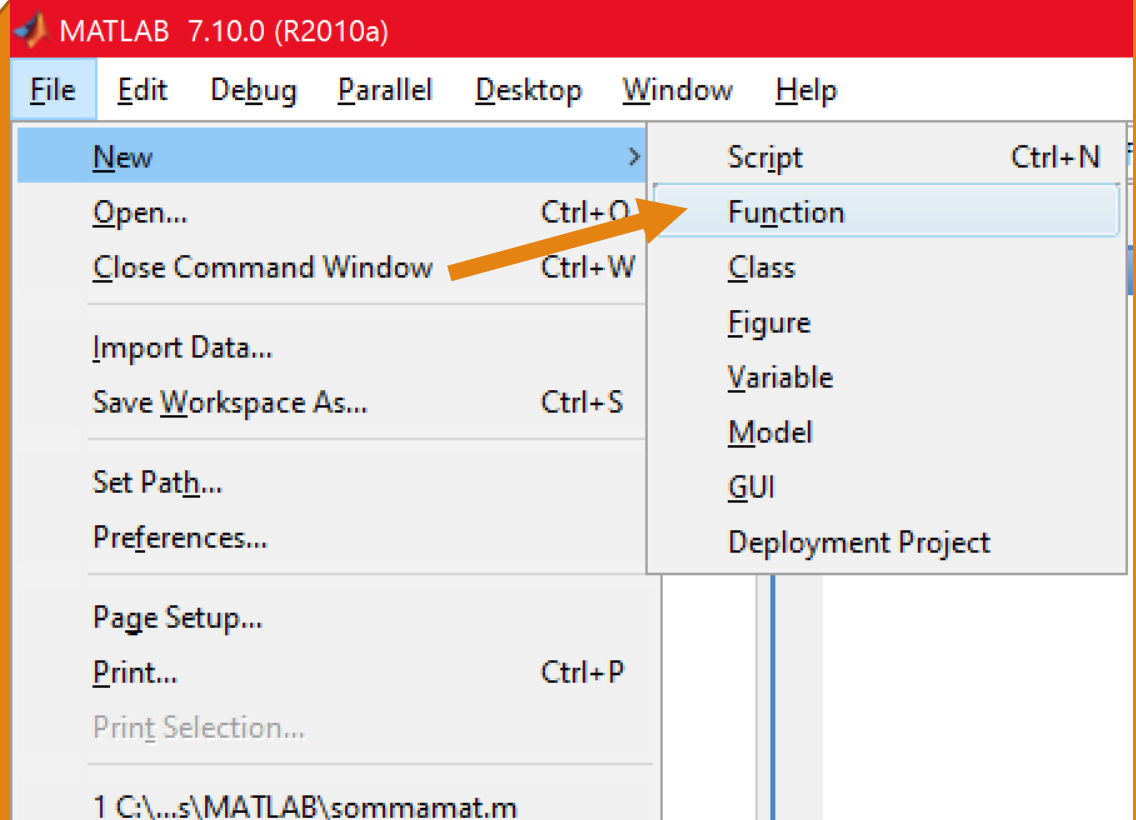 MATLAB 7.10.0 (R2010a)
File Edit Debug Parallel Desktop Window Help
New >
Open... Ctrl+O
Close Command Window Ctrl+W
Import Data...
Save Workspace As... Ctrl+S
Set Path...
Preferences...
Page Setup...
Print... Ctrl+P
Print Selection...
1 C:\...s\MATLAB\sommamat.m
Script Ctrl+N
Function
Class
Figure
Variable
Model
GUI
Deployment Project